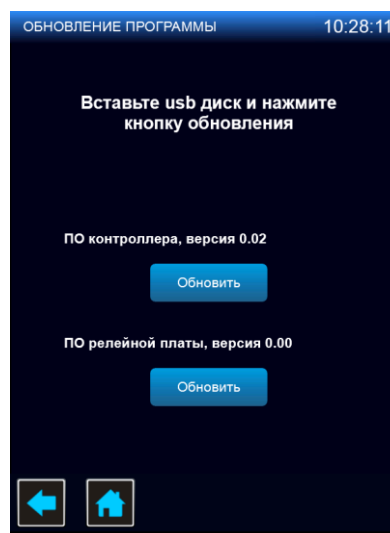 ОБНОВЛЕНИЕ ПРОГРАММЫ 10:28:11
Вставьте usb диск и нажмите
кнопку обновления
ПО контроллера, версия 0.02
Обновить
ПО релейной платы, версия 0.00
Обновить